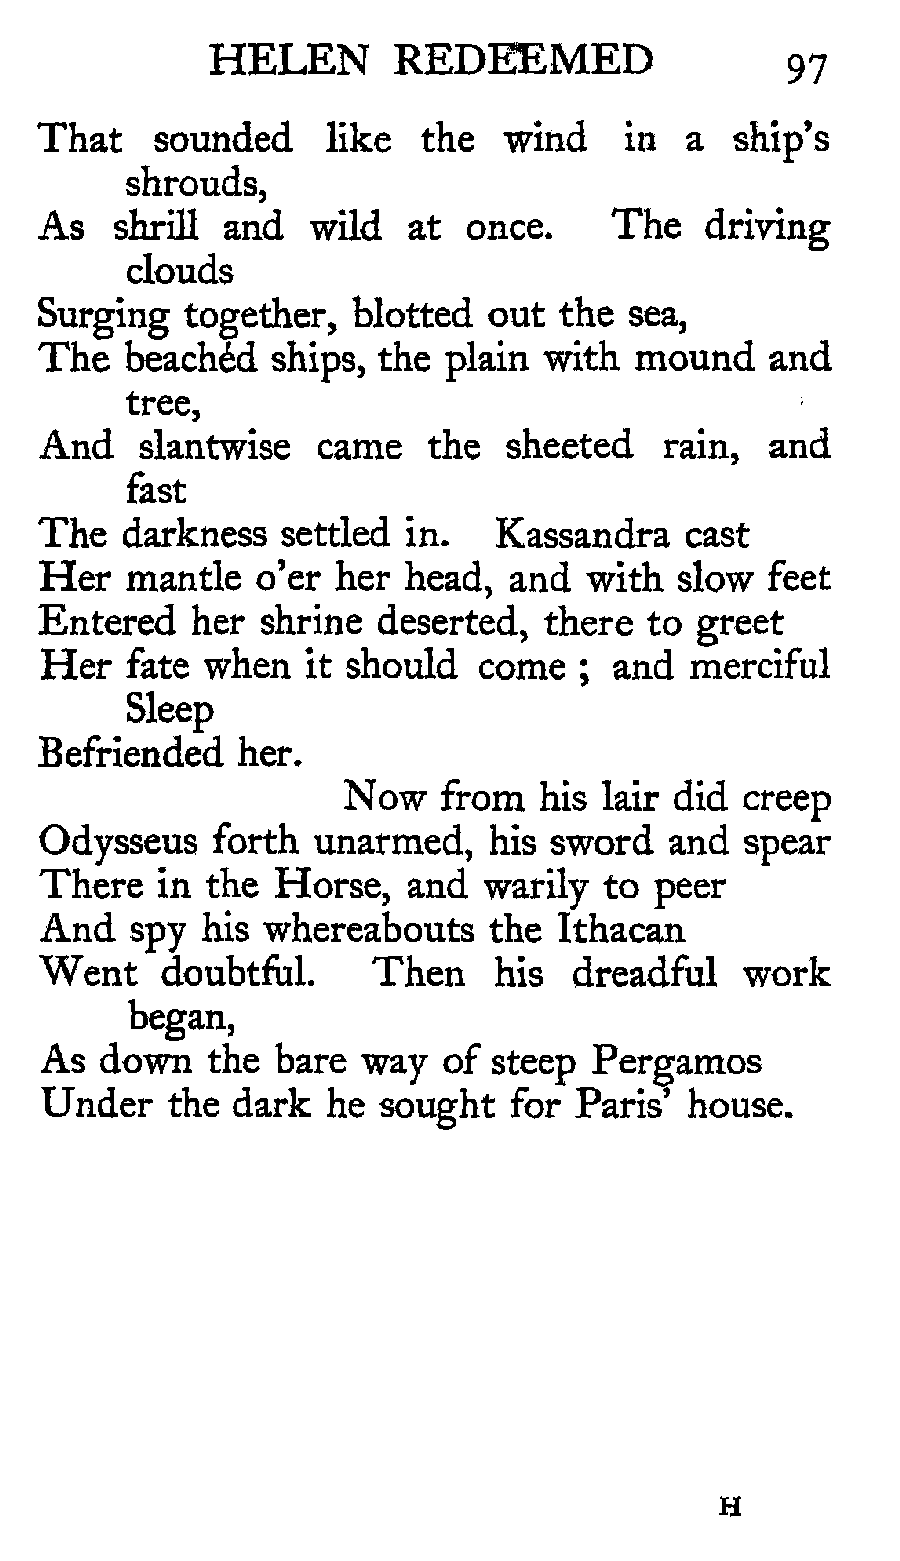 HELEN REDEEMED 97
That sounded like the wind in a ship's
shrouds,
As shrill and wild at once. The driving
clouds
Surging together, blotted out the sea,
The beachéd ships, the plain with mound and
tree,
And slantwise came the sheeted rain, and
fast
The darkness settled in. Kassandra cast
Her mantle o'er her head, and with slow feet
Entered her shrine deserted, there to greet
Her fate when it should come ; and merciful
Sleep
Befriended her.
Now from his lair did creep
Odysseus forth unarmed, his sword and spear
There in the Horse, and warily to peer
And spy his whereabouts the Ithacan
Went doubtful. Then his dreadful work
began,
As down the bare way of steep Pergamos
Under the dark he sought for Paris' house.
H